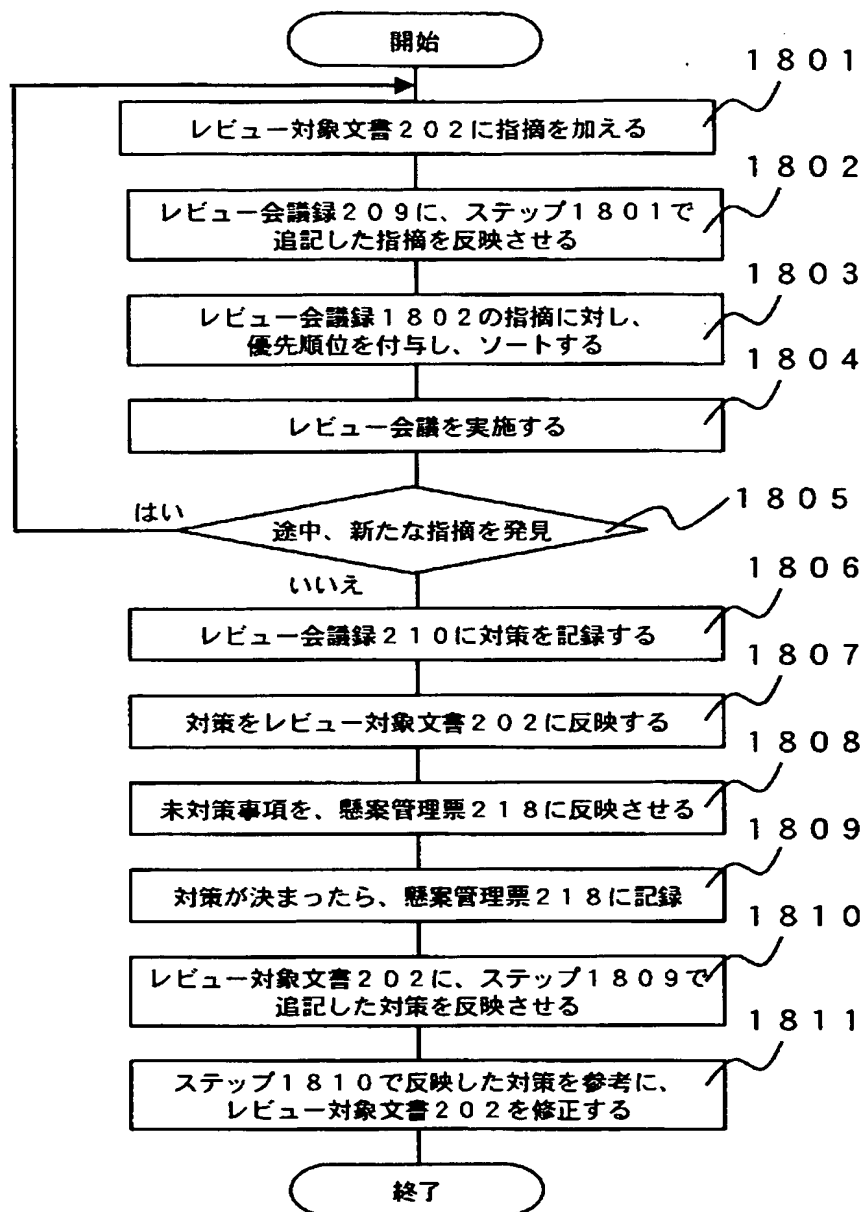 開始
1801
レビュー対象文書202に指摘を加える
1802
レビュー会議録209に、ステップ1801で
追記した指摘を反映させる
1803
レビュー会議録1802の指摘に対し、
優先順位を付与し、ソートする
1804
レビュー会議を実施する
はい
1805
途中、新たな指摘を発見
いいえ
1806
レビュー会議録210に対策を記録する
1807
対策をレビュー対象文書202に反映する
1808
未対策事項を、懸案管理票218に反映させる
1809
対策が決まったら、懸案管理票218に記録
1810
レビュー対象文書202に、ステップ1809で
追記した対策を反映させる
1811
ステップ1810で反映した対策を参考に、
レビュー対象文書202を修正する
終了